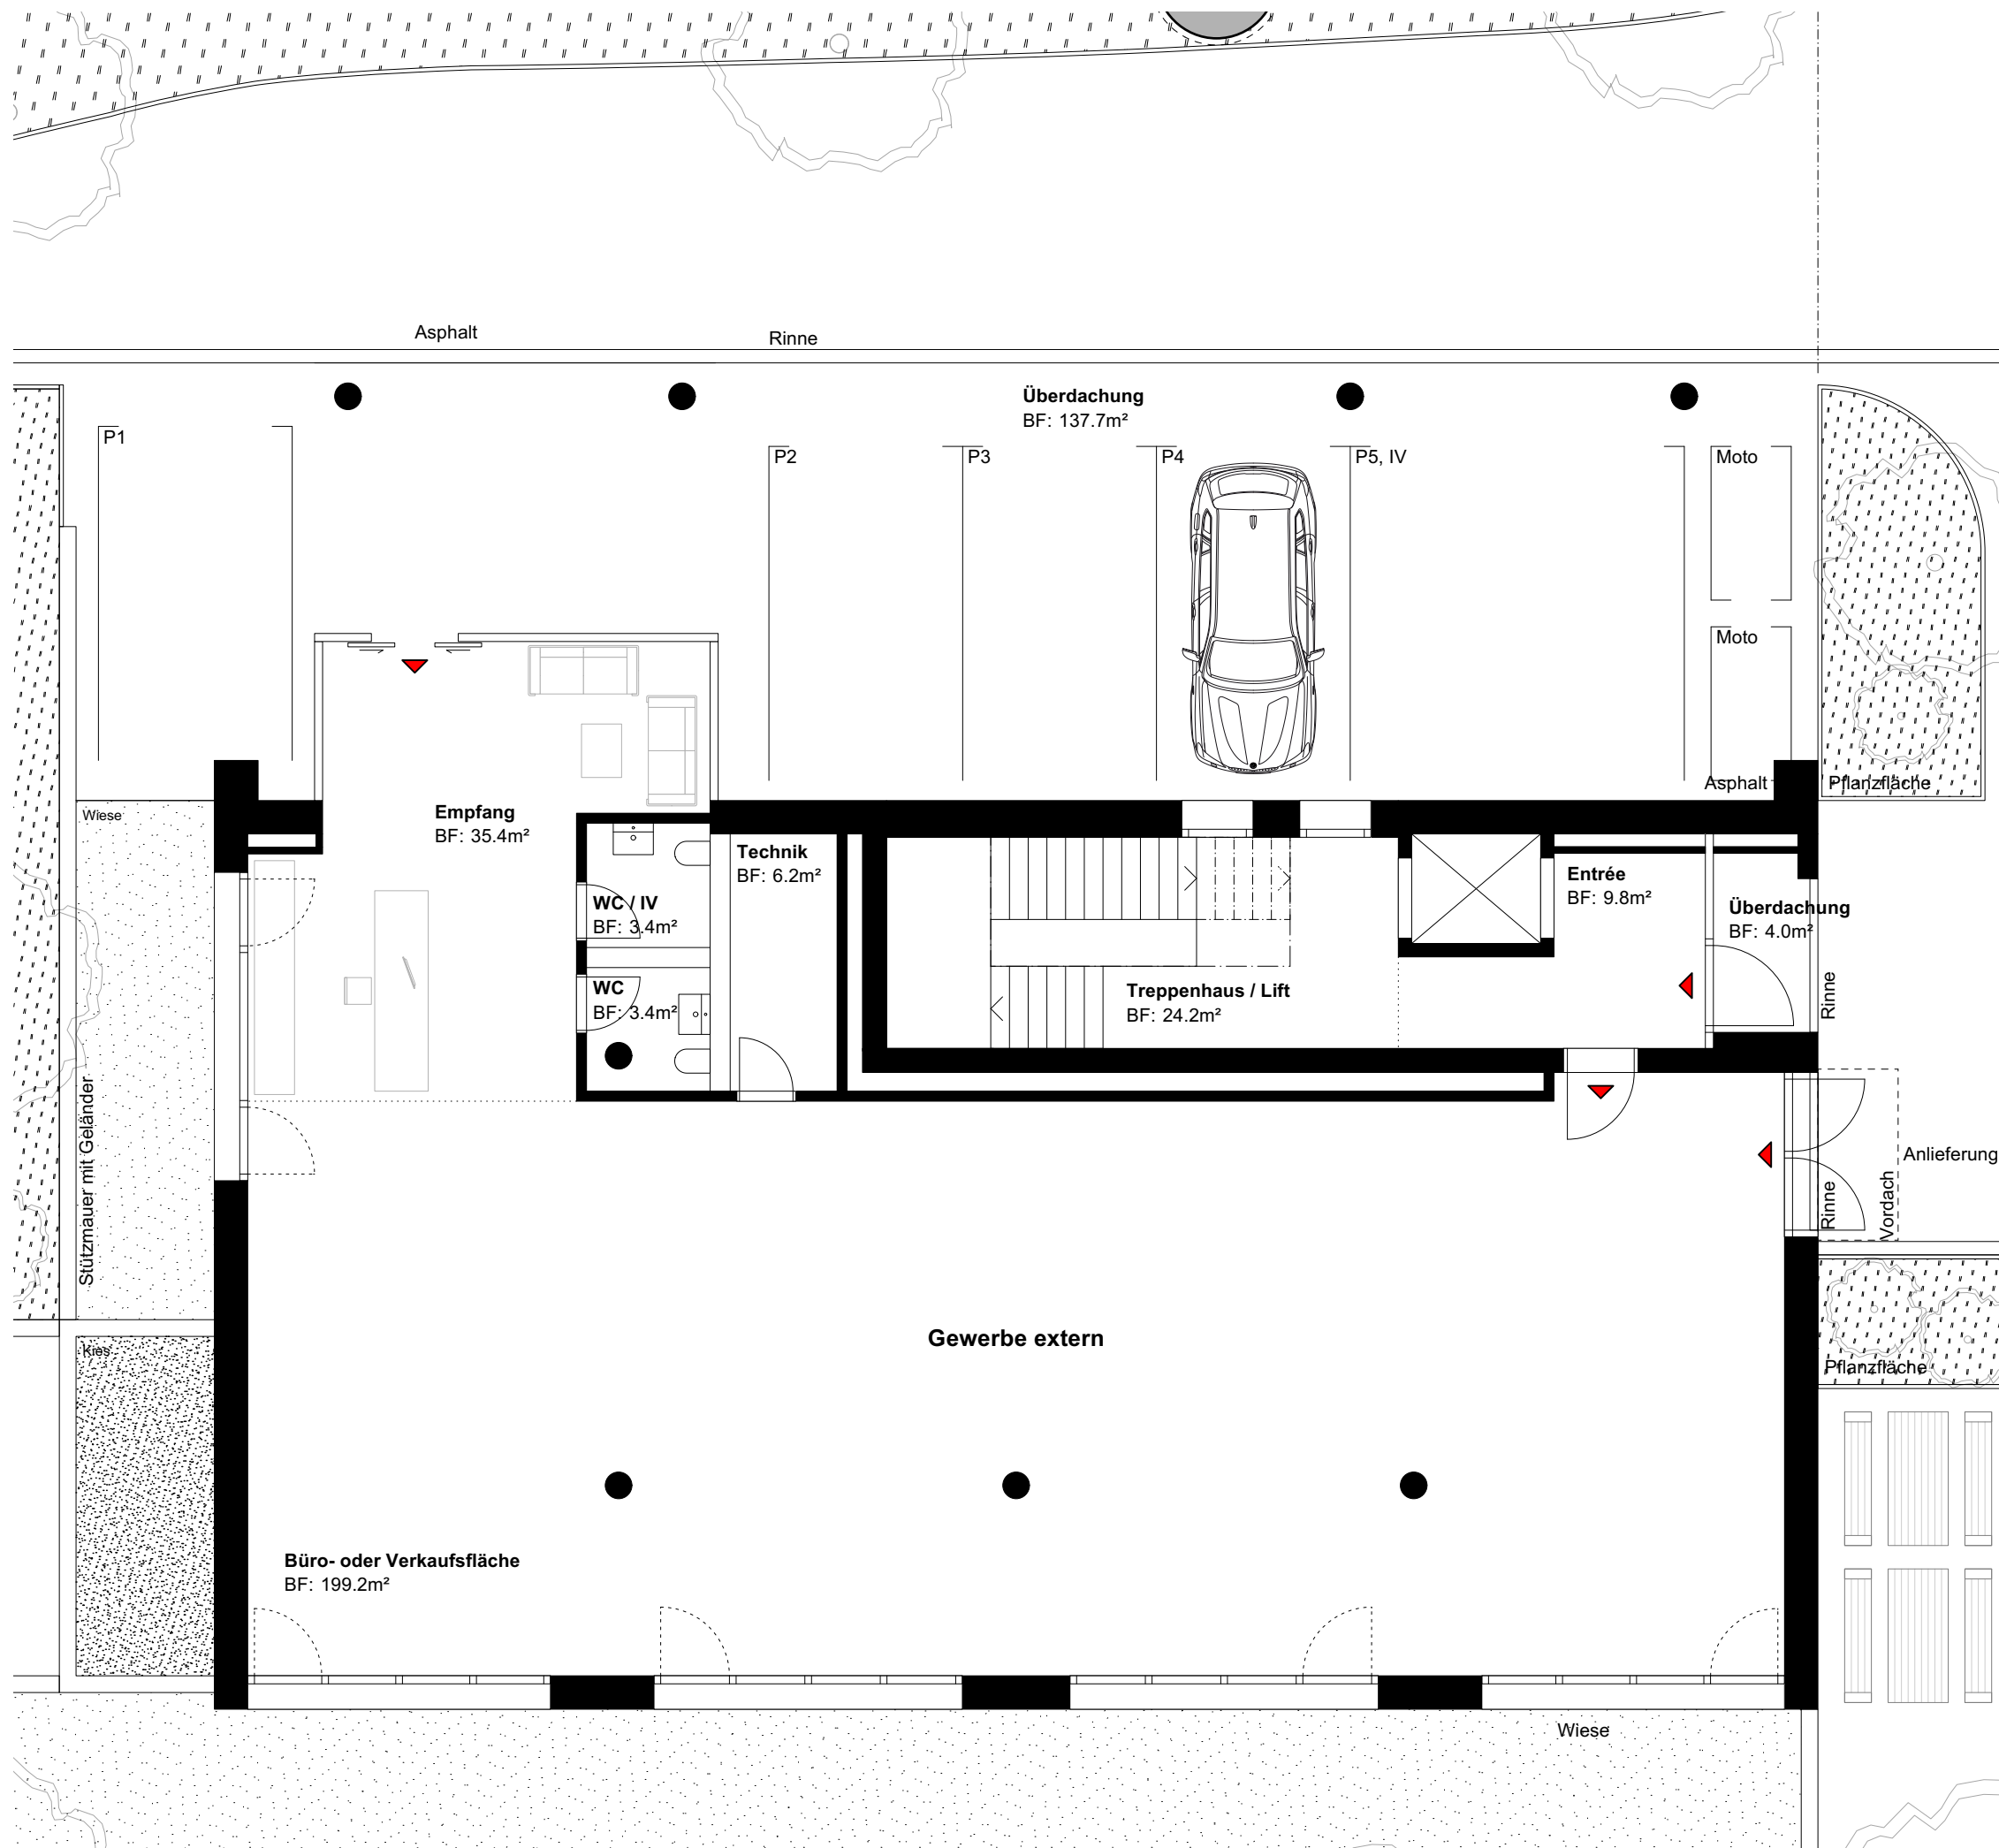 Asphalt
Rinne
Überdachung
BF: 137.7m²
P1
P2
P3
P4
P5, IV
Moto
Moto
Asphalt
Pflanzfläche
Wiese
Empfang
BF: 35.4m²
Technik
BF: 6.2m²
WC / IV
BF: 3.4m²
WC
BF: 3.4m²
Entrée
BF: 9.8m²
Überdachung
BF: 4.0m²
Treppenhaus / Lift
BF: 24.2m²
Rinne
Stützmauer mit Geländer
Anlieferung
Rinne
Vordach
Gewerbe extern
Kies
Pflanzfläche
Büro- oder Verkaufsfläche
BF: 199.2m²
Wiese